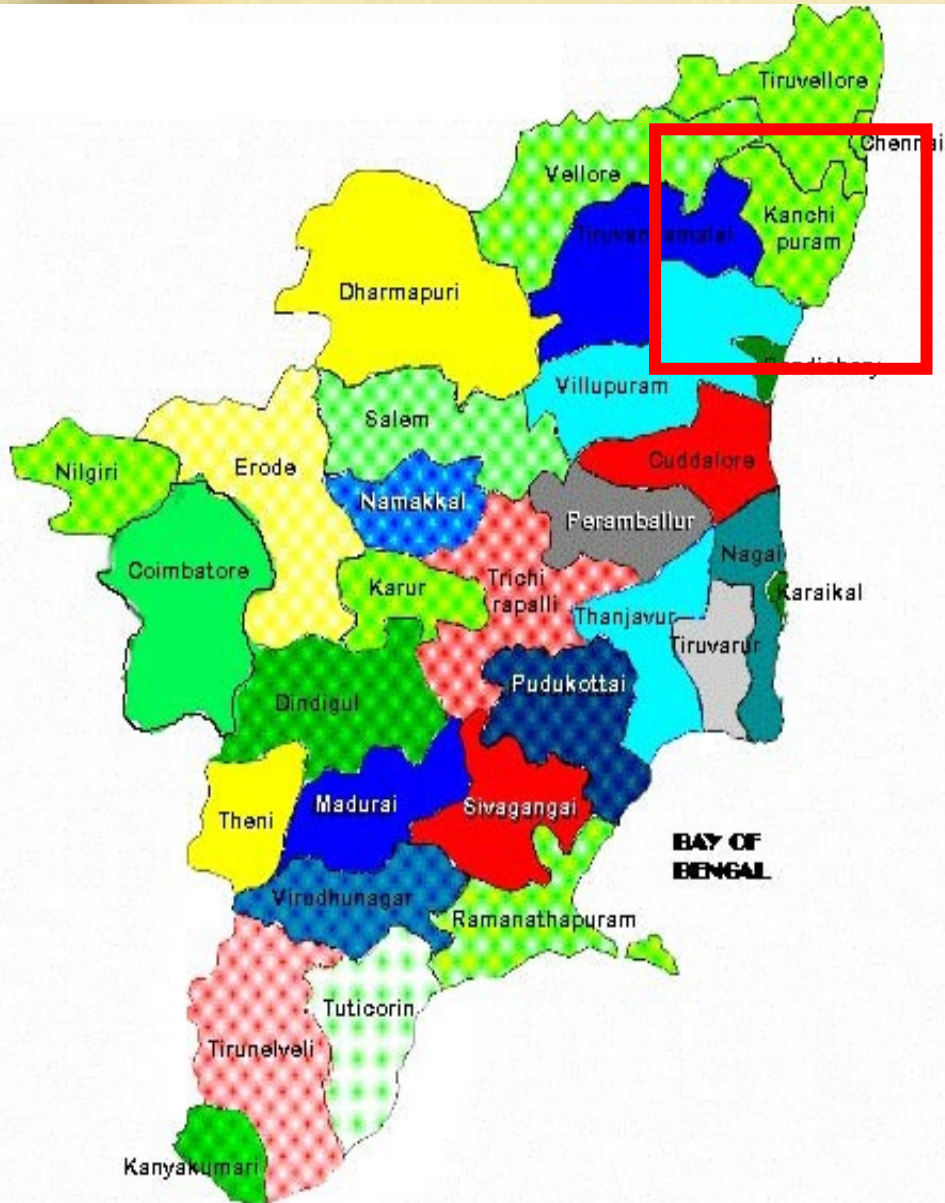 Tiruvellore
Chennai
Vellore
Kanchi
puram
Tiruvannamalai
Dharmapuri
Villupuram
Salem
Cuddalore
Nilgiri
Erode
Namakkal
Peramballur
Nagai
Coimbatore
Karur
Trichi
rapalli
Karaikal
Thanjavur
Tiruvarur
Pudukottai
Dindigul
Madurai
Sivagangai
Theni
BAY OF
BENGAL
Virudhunagar
Ramanathapuram
Tuticorin
Tirunelveli
Kanyakumari